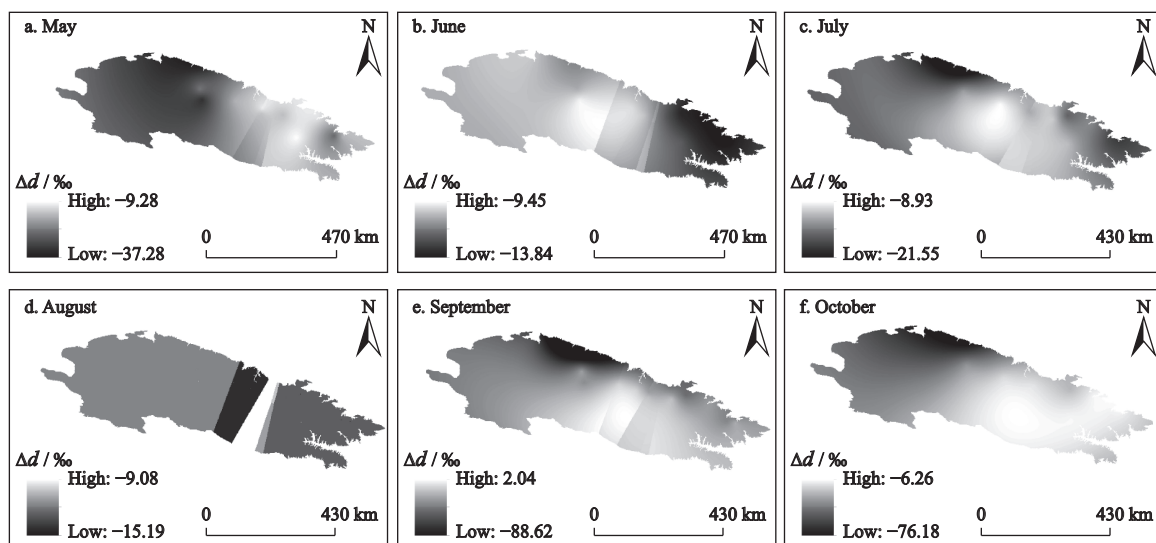 a. May
N
Δd / ‰
High: −9.28
Low: −37.28
0 470 km
b. June
N
Δd / ‰
High: −9.45
Low: −13.84
0 470 km
c. July
N
Δd / ‰
High: −8.93
Low: −21.55
0 430 km
d. August
N
Δd / ‰
High: −9.08
Low: −15.19
0 430 km
e. September
N
Δd / ‰
High: 2.04
Low: −88.62
0 430 km
f. October
N
Δd / ‰
High: −6.26
Low: −76.18
0 430 km